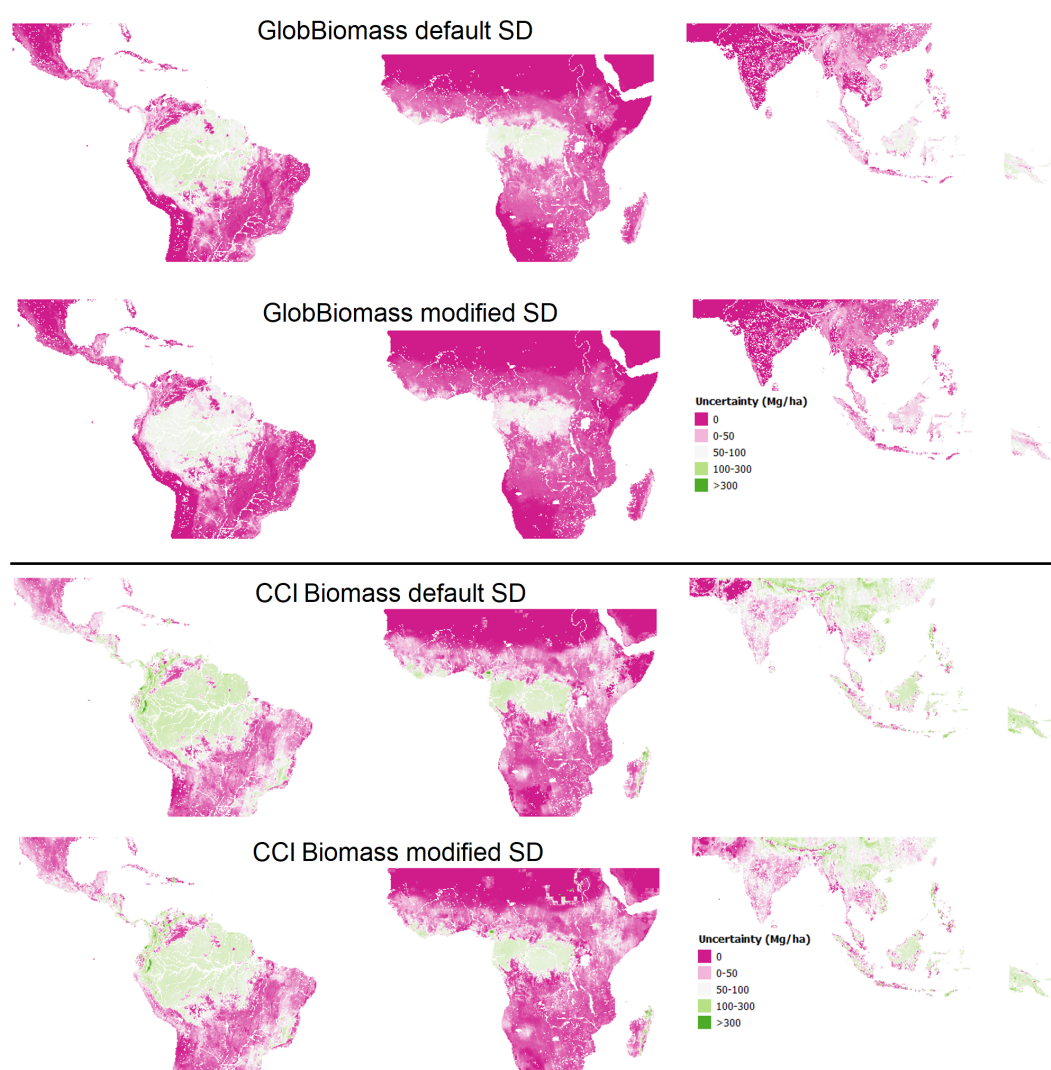 GlobBiomass default SD
GlobBiomass modified SD
Uncertainty (Mg/ha)
0
0-50
50-100
100-300
>300
CCI Biomass default SD
CCI Biomass modified SD
Uncertainty (Mg/ha)
0
0-50
50-100
100-300
>300